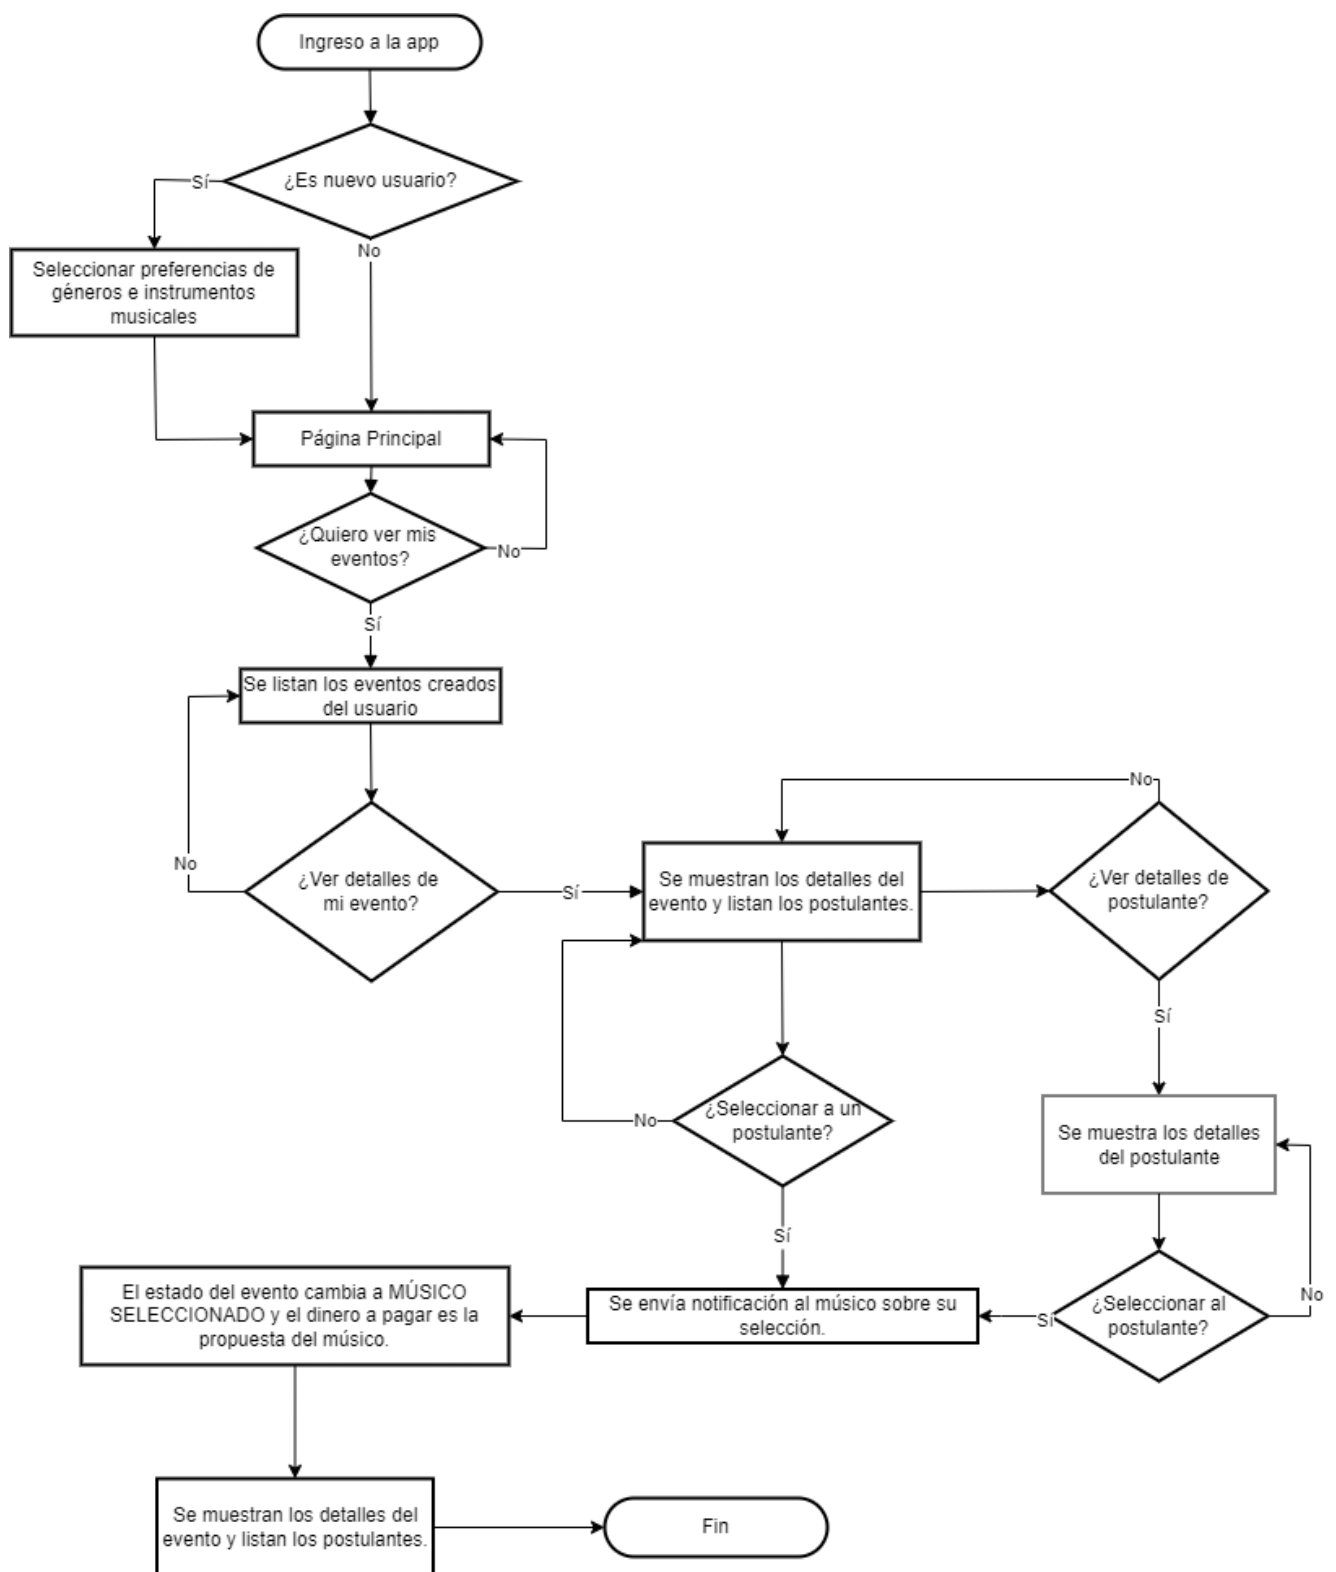 Ingreso a la app
¿Es nuevo usuario?
Sí
No
Seleccionar preferencias de
géneros e instrumentos
musicales
Página Principal
¿Quiero ver mis
eventos?
No
Sí
Se listan los eventos creados
del usuario
No
¿Ver detalles de
mi evento?
Sí
Se muestran los detalles del
evento y listan los postulantes.
No
¿Ver detalles de
postulante?
Sí
¿Seleccionar a un
postulante?
No
Sí
Se muestra los detalles
del postulante
¿Seleccionar al
postulante?
No
Sí
Se envía notificación al músico sobre su
selección.
El estado del evento cambia a MÚSICO
SELECCIONADO y el dinero a pagar es la
propuesta del músico.
Se muestran los detalles del
evento y listan los postulantes.
Fin